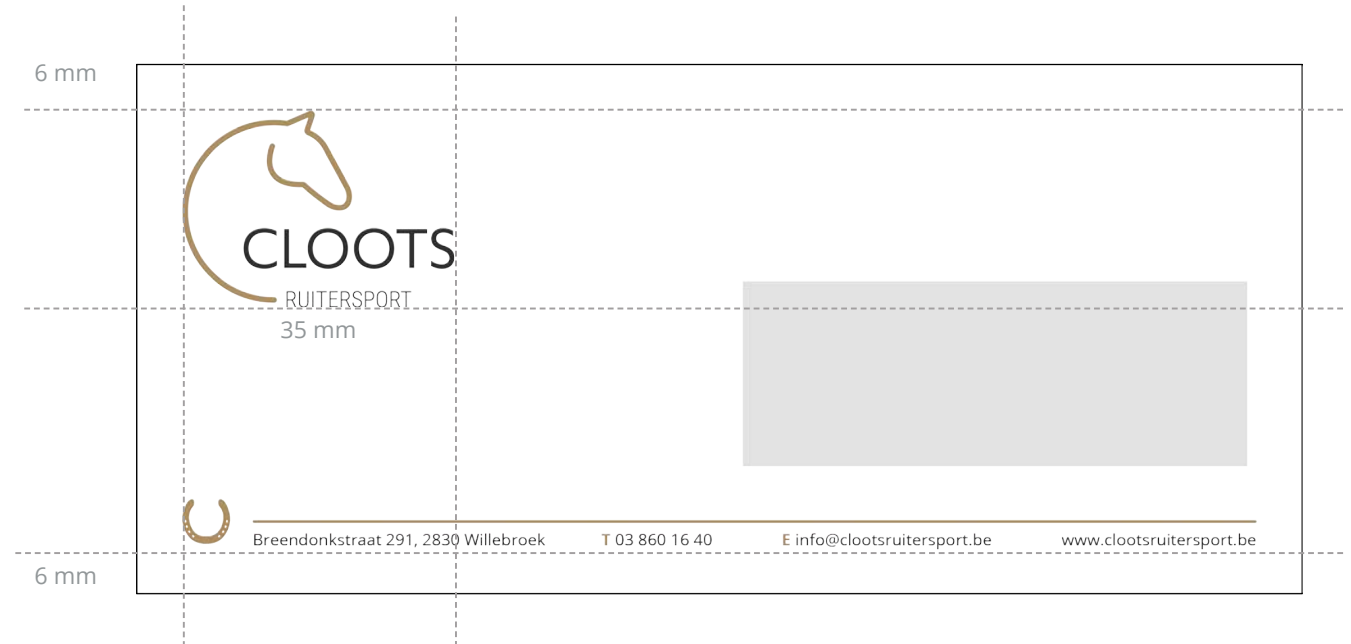 6 mm
CLOOTS
RUITERSPORT
35 mm
Breendonkstraat 291, 2830 Willebroek T 03 860 16 40 E info@clootsruitersport.be www.clootsruitersport.be
6 mm